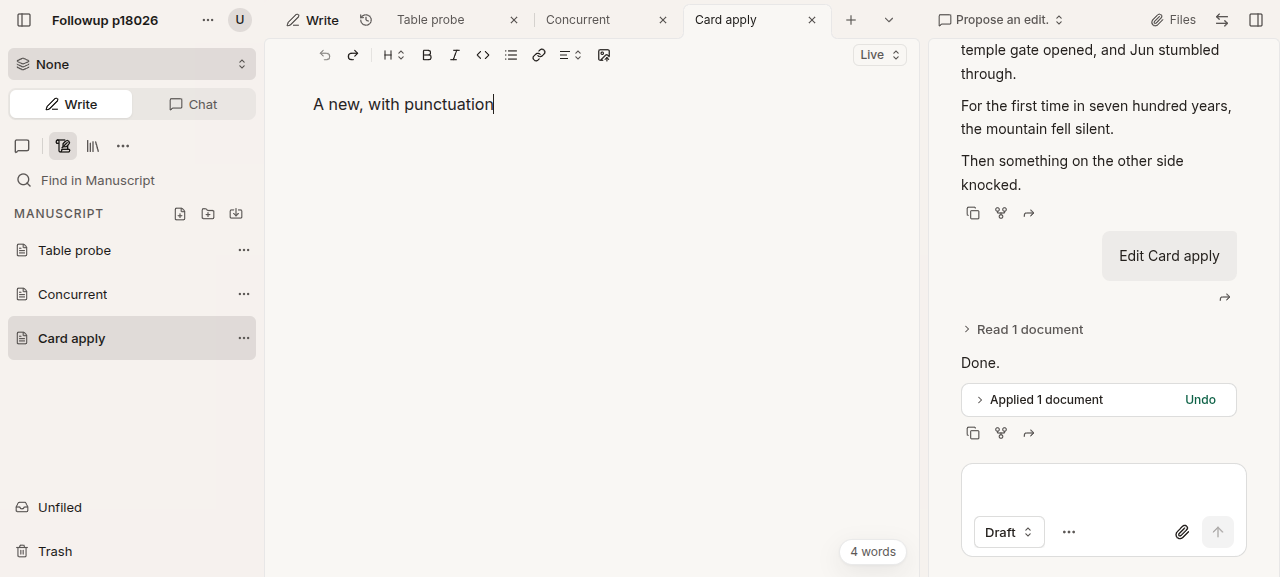 Followup p18026
U
None
Write
Chat
Find in Manuscript
MANUSCRIPT
Table probe
Concurrent
Card apply
Unfiled
Trash
Write
Table probe
Concurrent
Card apply
H
B
I
Live
A new, with punctuation
4 words
Propose an edit.
Files
temple gate opened, and Jun stumbled
through.
For the first time in seven hundred years,
the mountain fell silent.
Then something on the other side
knocked.
Edit Card apply
Read 1 document
Done.
Applied 1 document
Undo
Draft